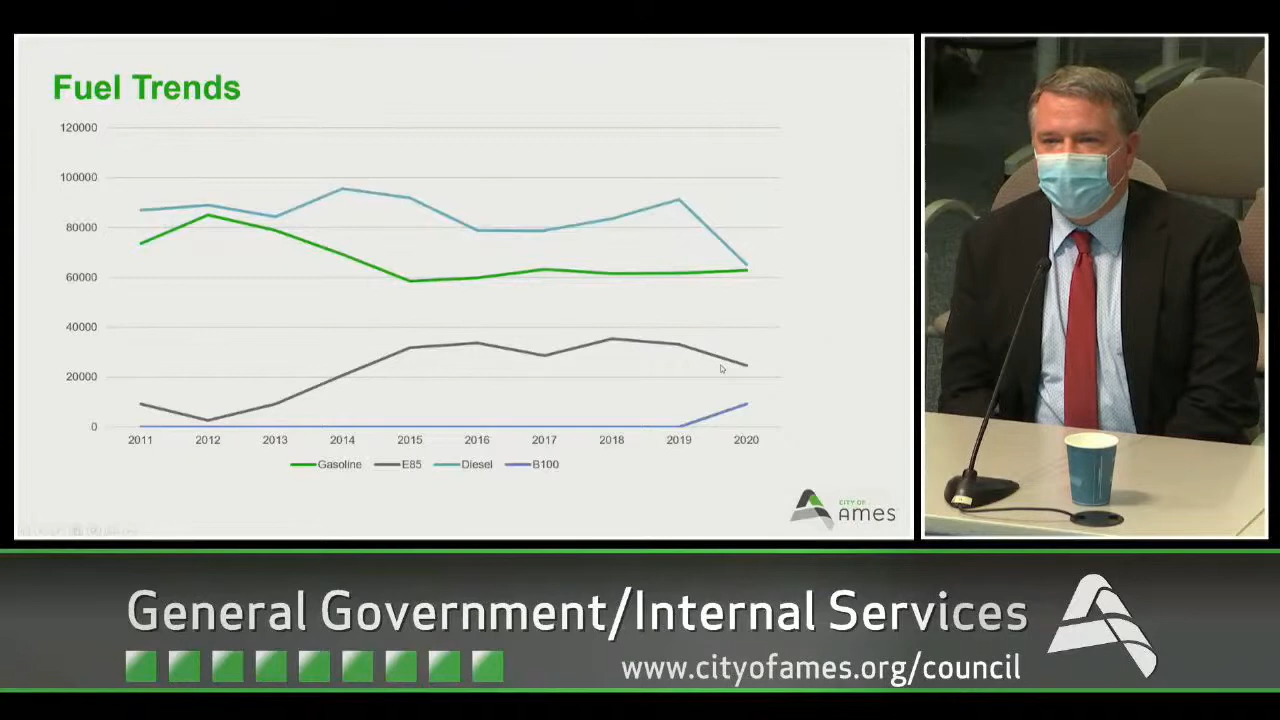 Fuel Trends
120000
100000
80000
60000
40000
20000
0
2011 2012 2013 2014 2015 2016 2017 2018 2019 2020
Gasoline E85 Diesel B100
CITY OF
Ames
General Government/Internal Services
www.cityofames.org/council